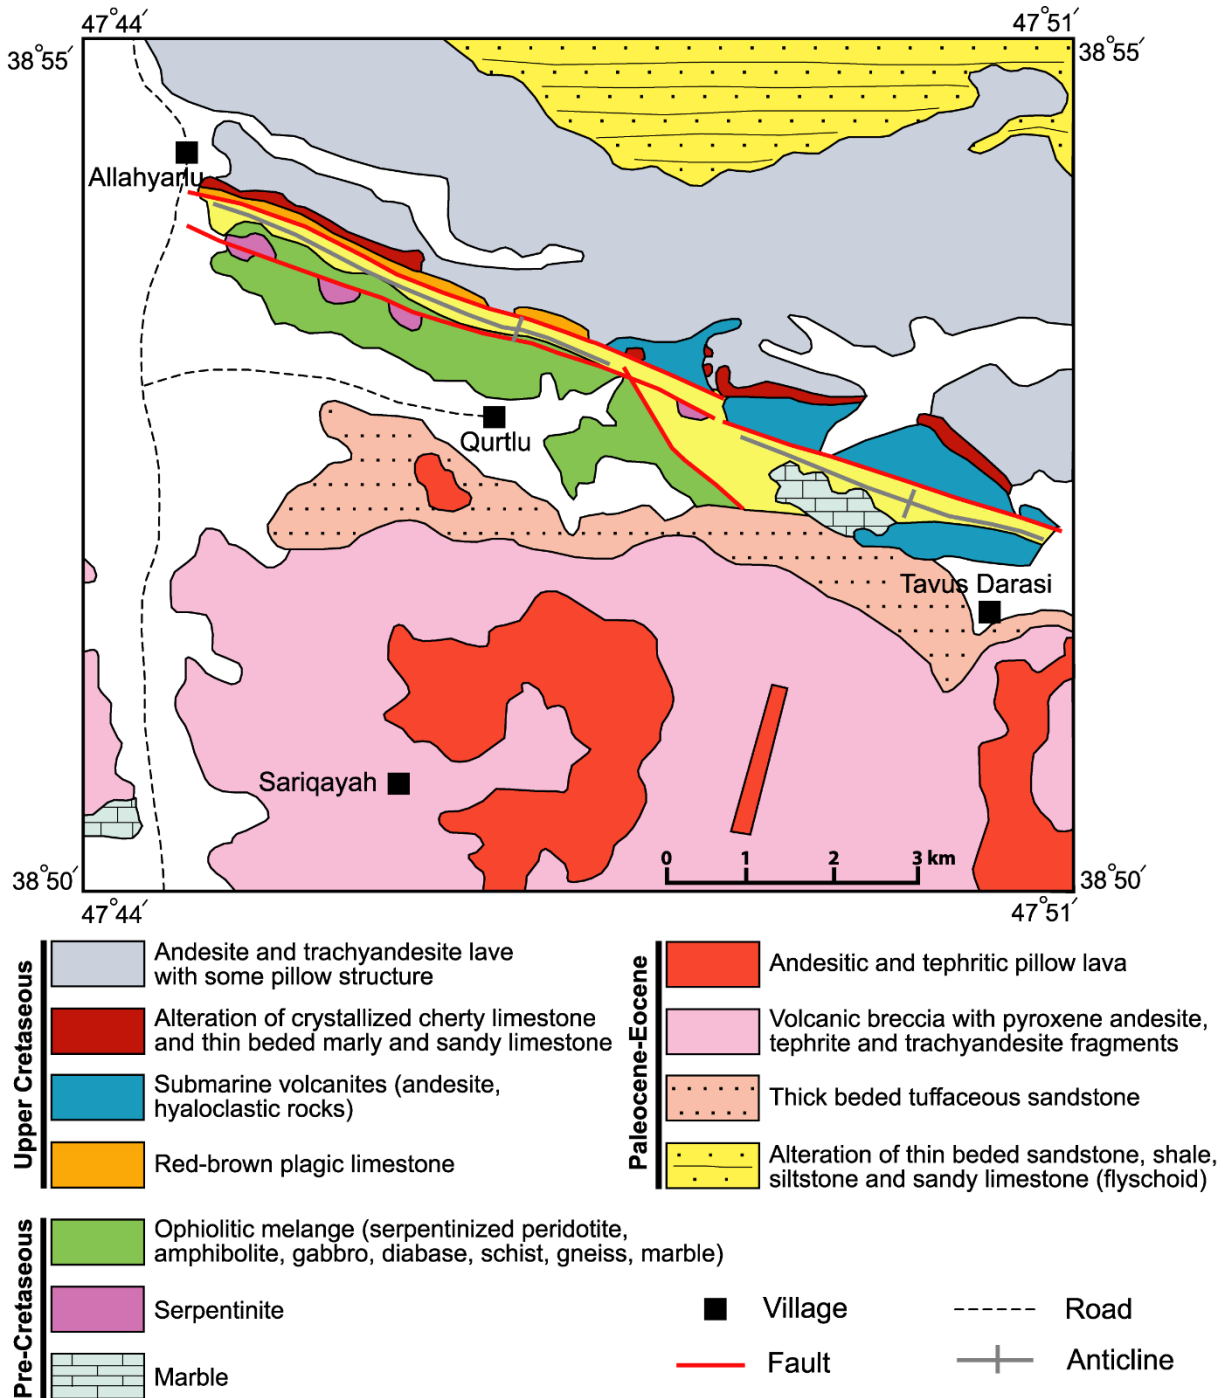 47°44′ 47°51′
38°55′ 38°55′
Allahyarlu
Qurtlu
Tavus Darasi
Sariqayah
0 1 2 3 km
38°50′ 38°50′
47°44′ 47°51′
Upper Cretaseous
Andesite and trachyandesite lave
with some pillow structure
Alteration of crystallized cherty limestone
and thin beded marly and sandy limestone
Submarine volcanites (andesite,
hyaloclastic rocks)
Red-brown plagic limestone
Pre-Cretaseous
Ophiolitic melange (serpentinized peridotite,
amphibolite, gabbro, diabase, schist, gneiss, marble)
Serpentinite
Marble
Paleocene-Eocene
Andesitic and tephritic pillow lava
Volcanic breccia with pyroxene andesite,
tephrite and trachyandesite fragments
Thick beded tuffaceous sandstone
Alteration of thin beded sandstone, shale,
siltstone and sandy limestone (flyschoid)
Village
Road
Fault
Anticline